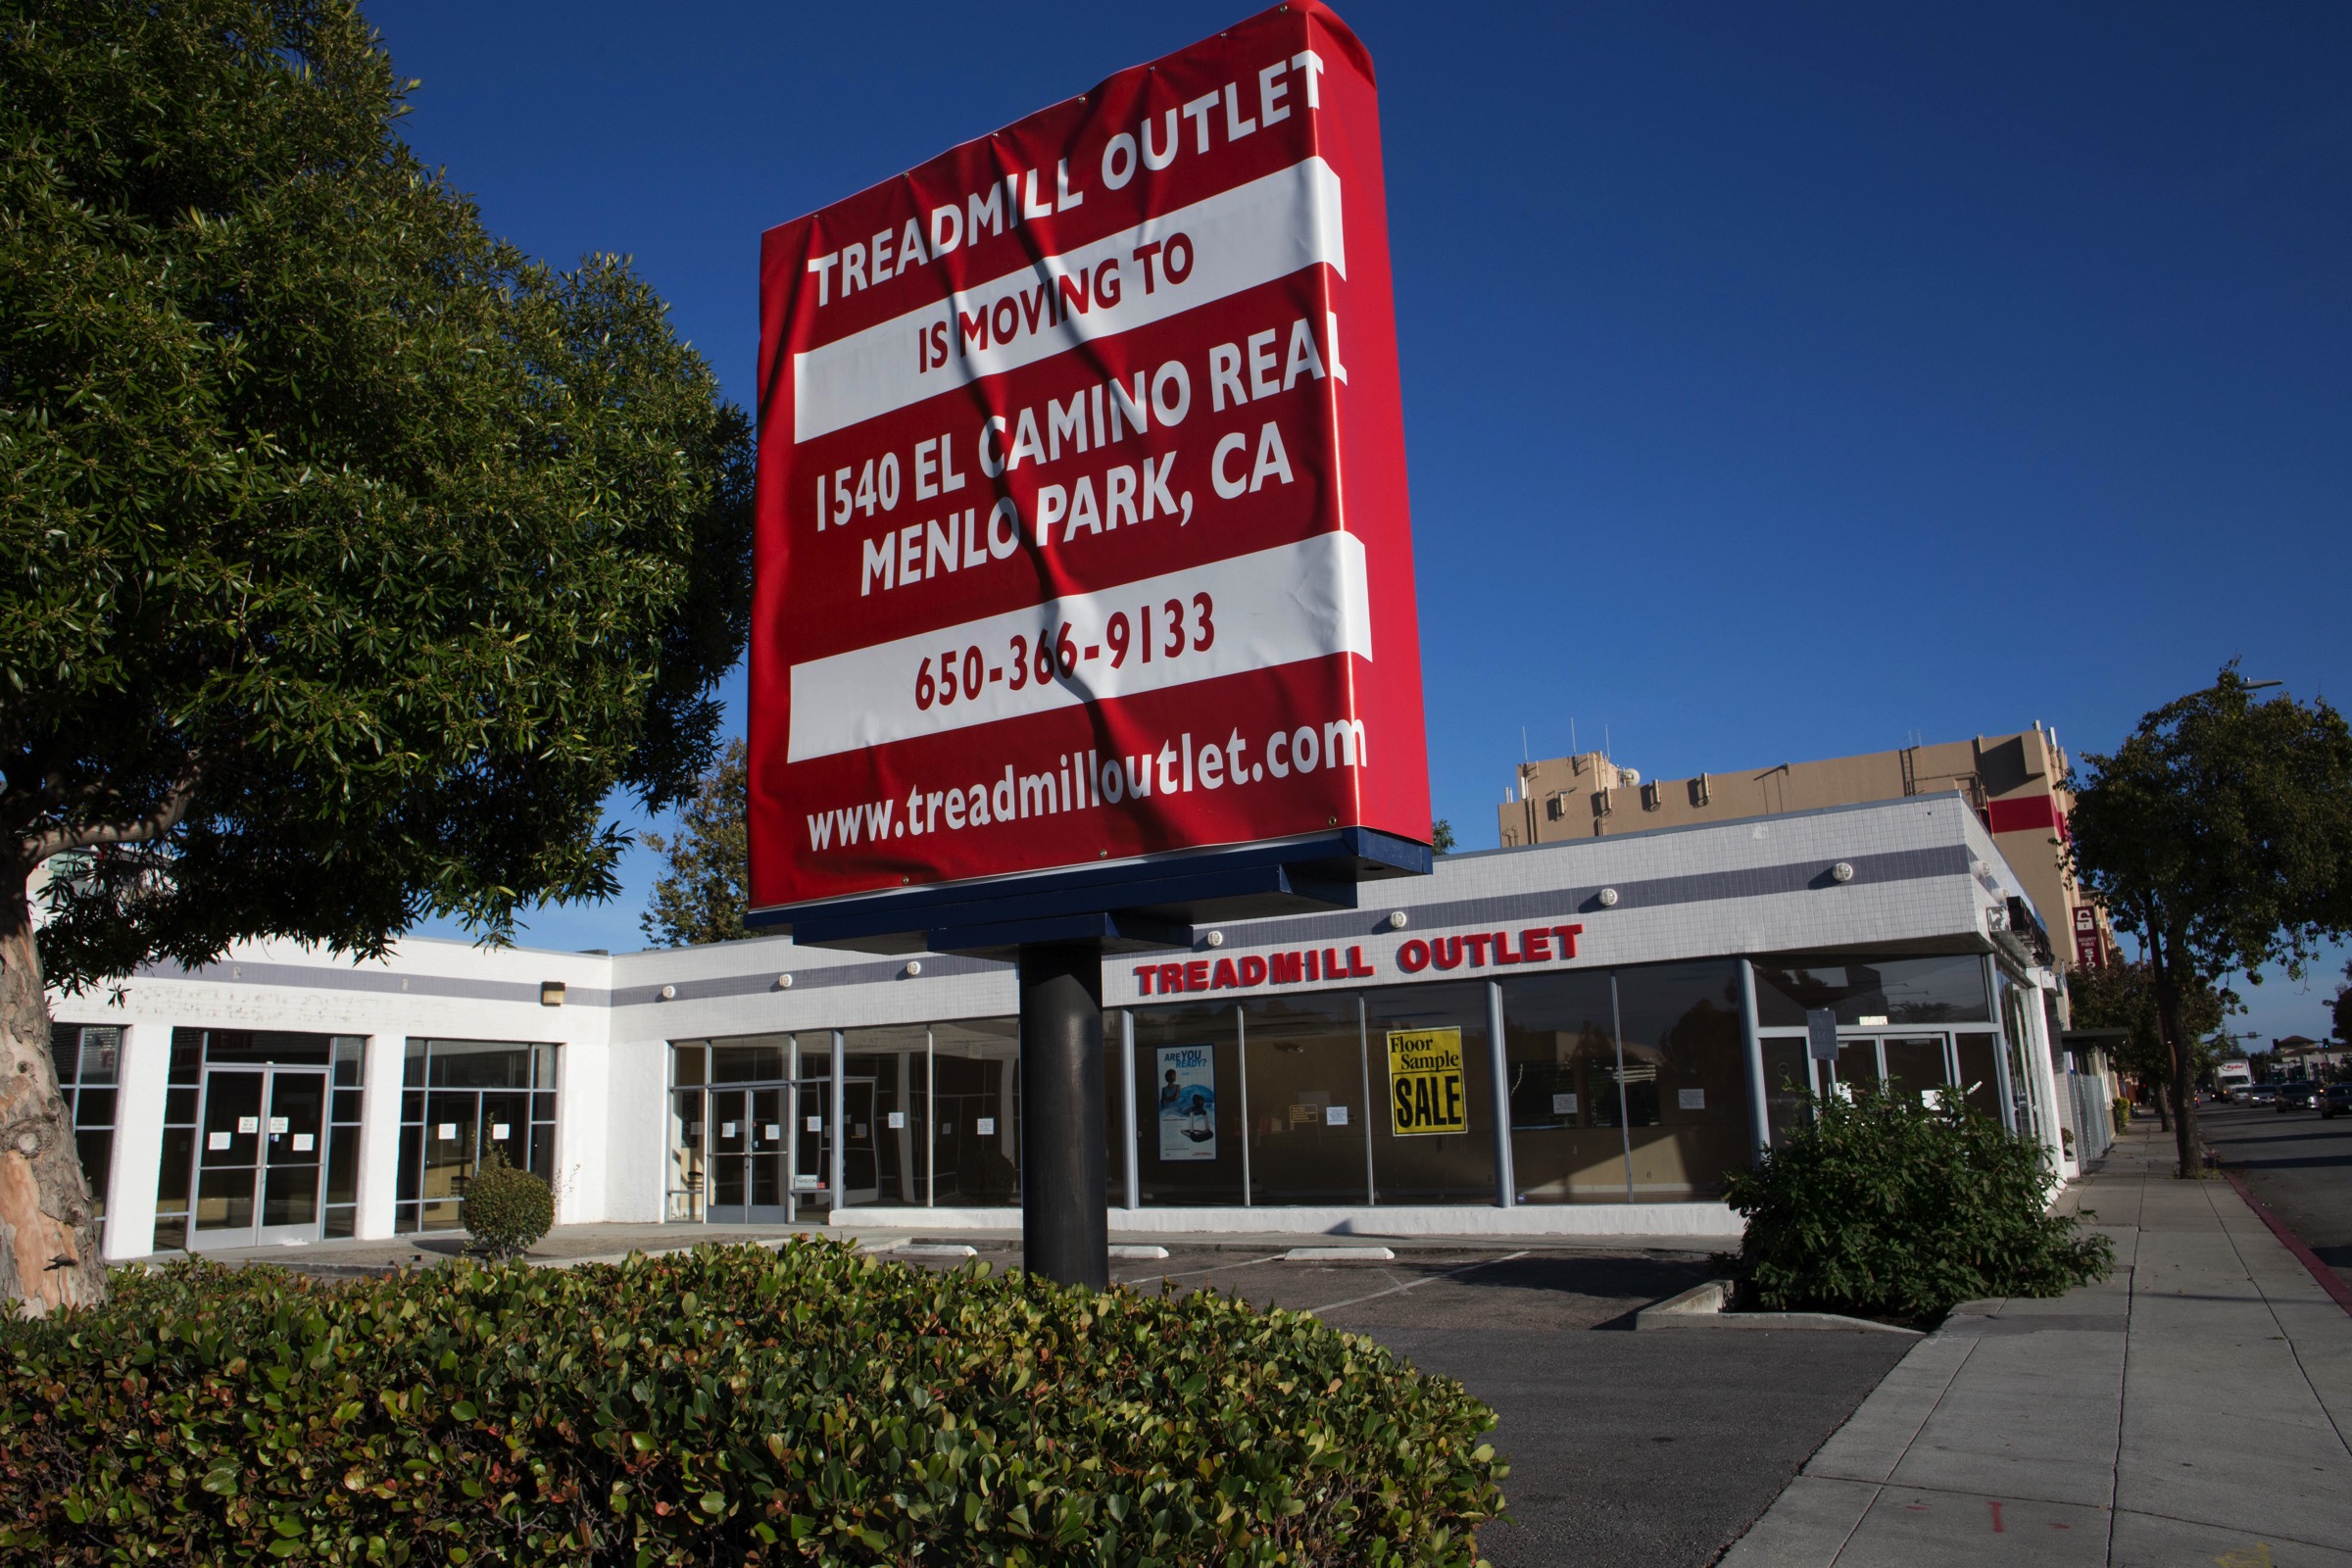 TREADMILL OUTLET
IS MOVING TO
1540 EL CAMINO REAL
MENLO PARK, CA
650-366-9133
www.treadmilloutlet.com
TREADMILL OUTLET
ARE YOU
READY?
Floor
Sample
SALE
Ryder